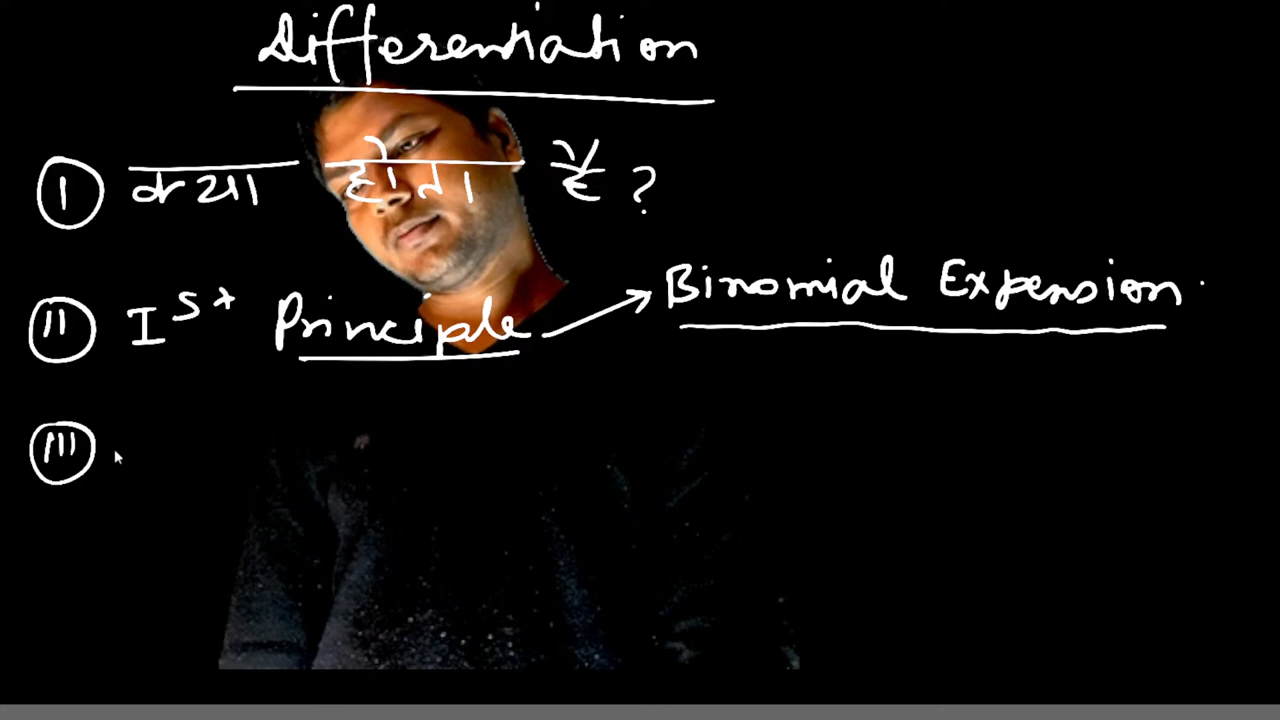 Differentiation
① क्या होता है ?
② Ist Principle → Binomial Expension
③